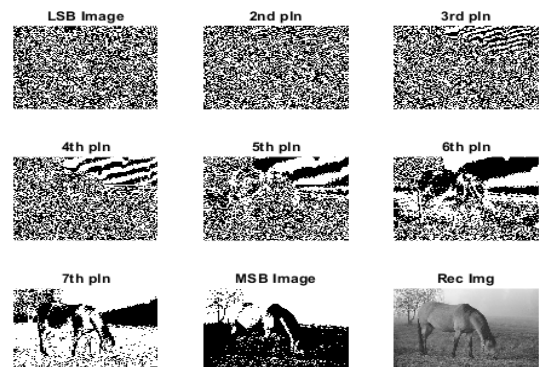 LSB Image
2nd pln
3rd pln
4th pln
5th pln
6th pln
7th pln
MSB Image
Rec Img